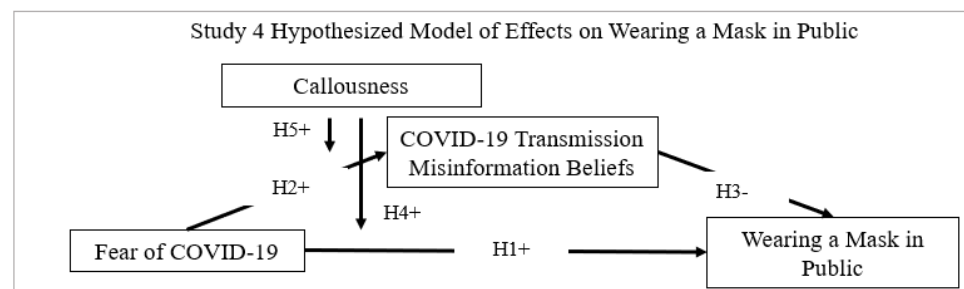 Study 4 Hypothesized Model of Effects on Wearing a Mask in Public
Callousness
H5+
COVID-19 Transmission
Misinformation Beliefs
H2+
H3-
H4+
Fear of COVID-19
H1+
Wearing a Mask in
Public